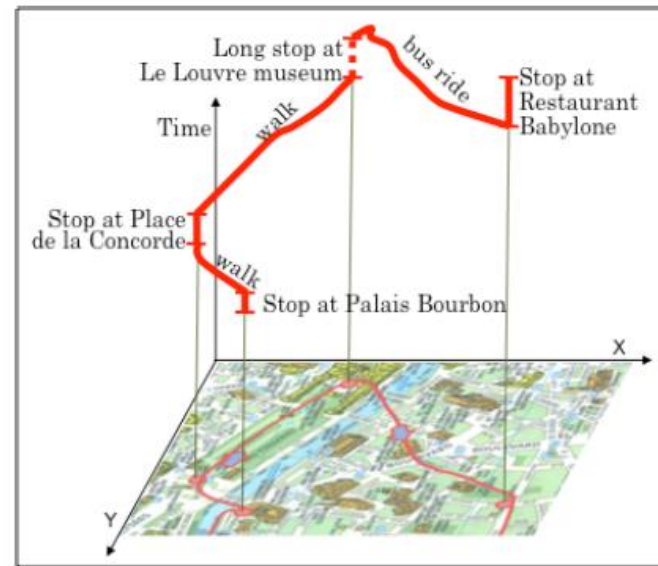 Long stop at
Le Louvre museum
bus ride
Stop at
Restaurant
Babylone
Time
walk
Stop at Place
de la Concorde
walk
Stop at Palais Bourbon
X
Y